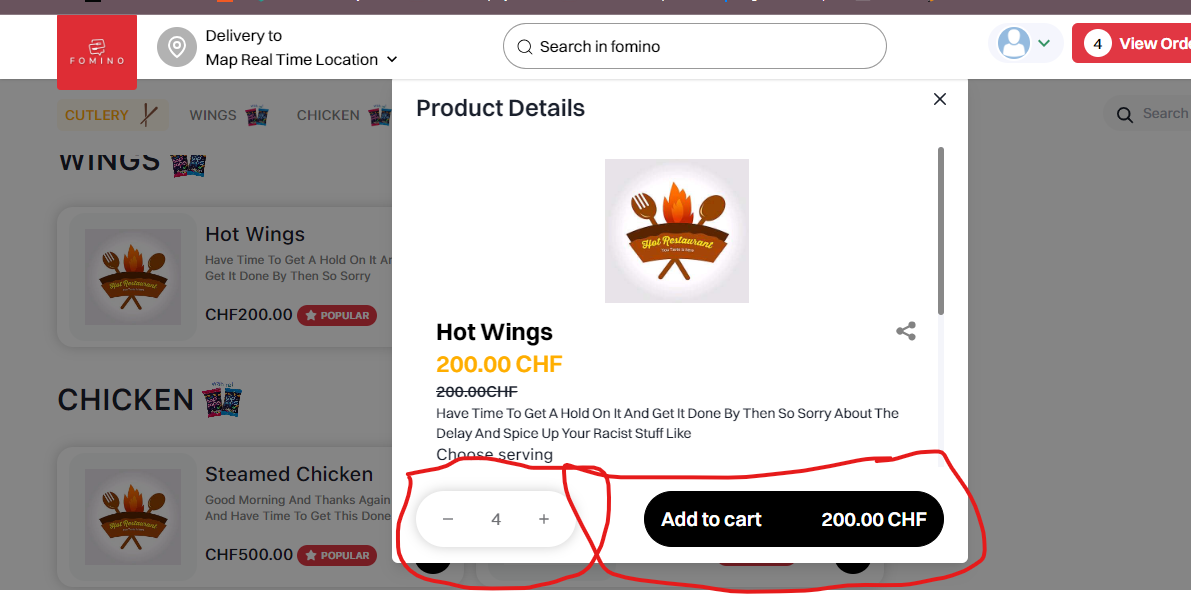 FOMINO
Delivery to
Map Real Time Location
Search in fomino
4
View Orde
CUTLERY
WINGS
CHICKEN
Search
WINGS
Hot Wings
Have Time To Get A Hold On It An
Get It Done By Then So Sorry
CHF200.00
POPULAR
CHICKEN
Steamed Chicken
Good Morning And Thanks Again
And Have Time To Get This Done
CHF500.00
POPULAR
Product Details
Hot Restaurant
Hot Wings
200.00 CHF
200.00CHF
Have Time To Get A Hold On It And Get It Done By Then So Sorry About The
Delay And Spice Up Your Racist Stuff Like
Choose serving
− 4 +
Add to cart 200.00 CHF